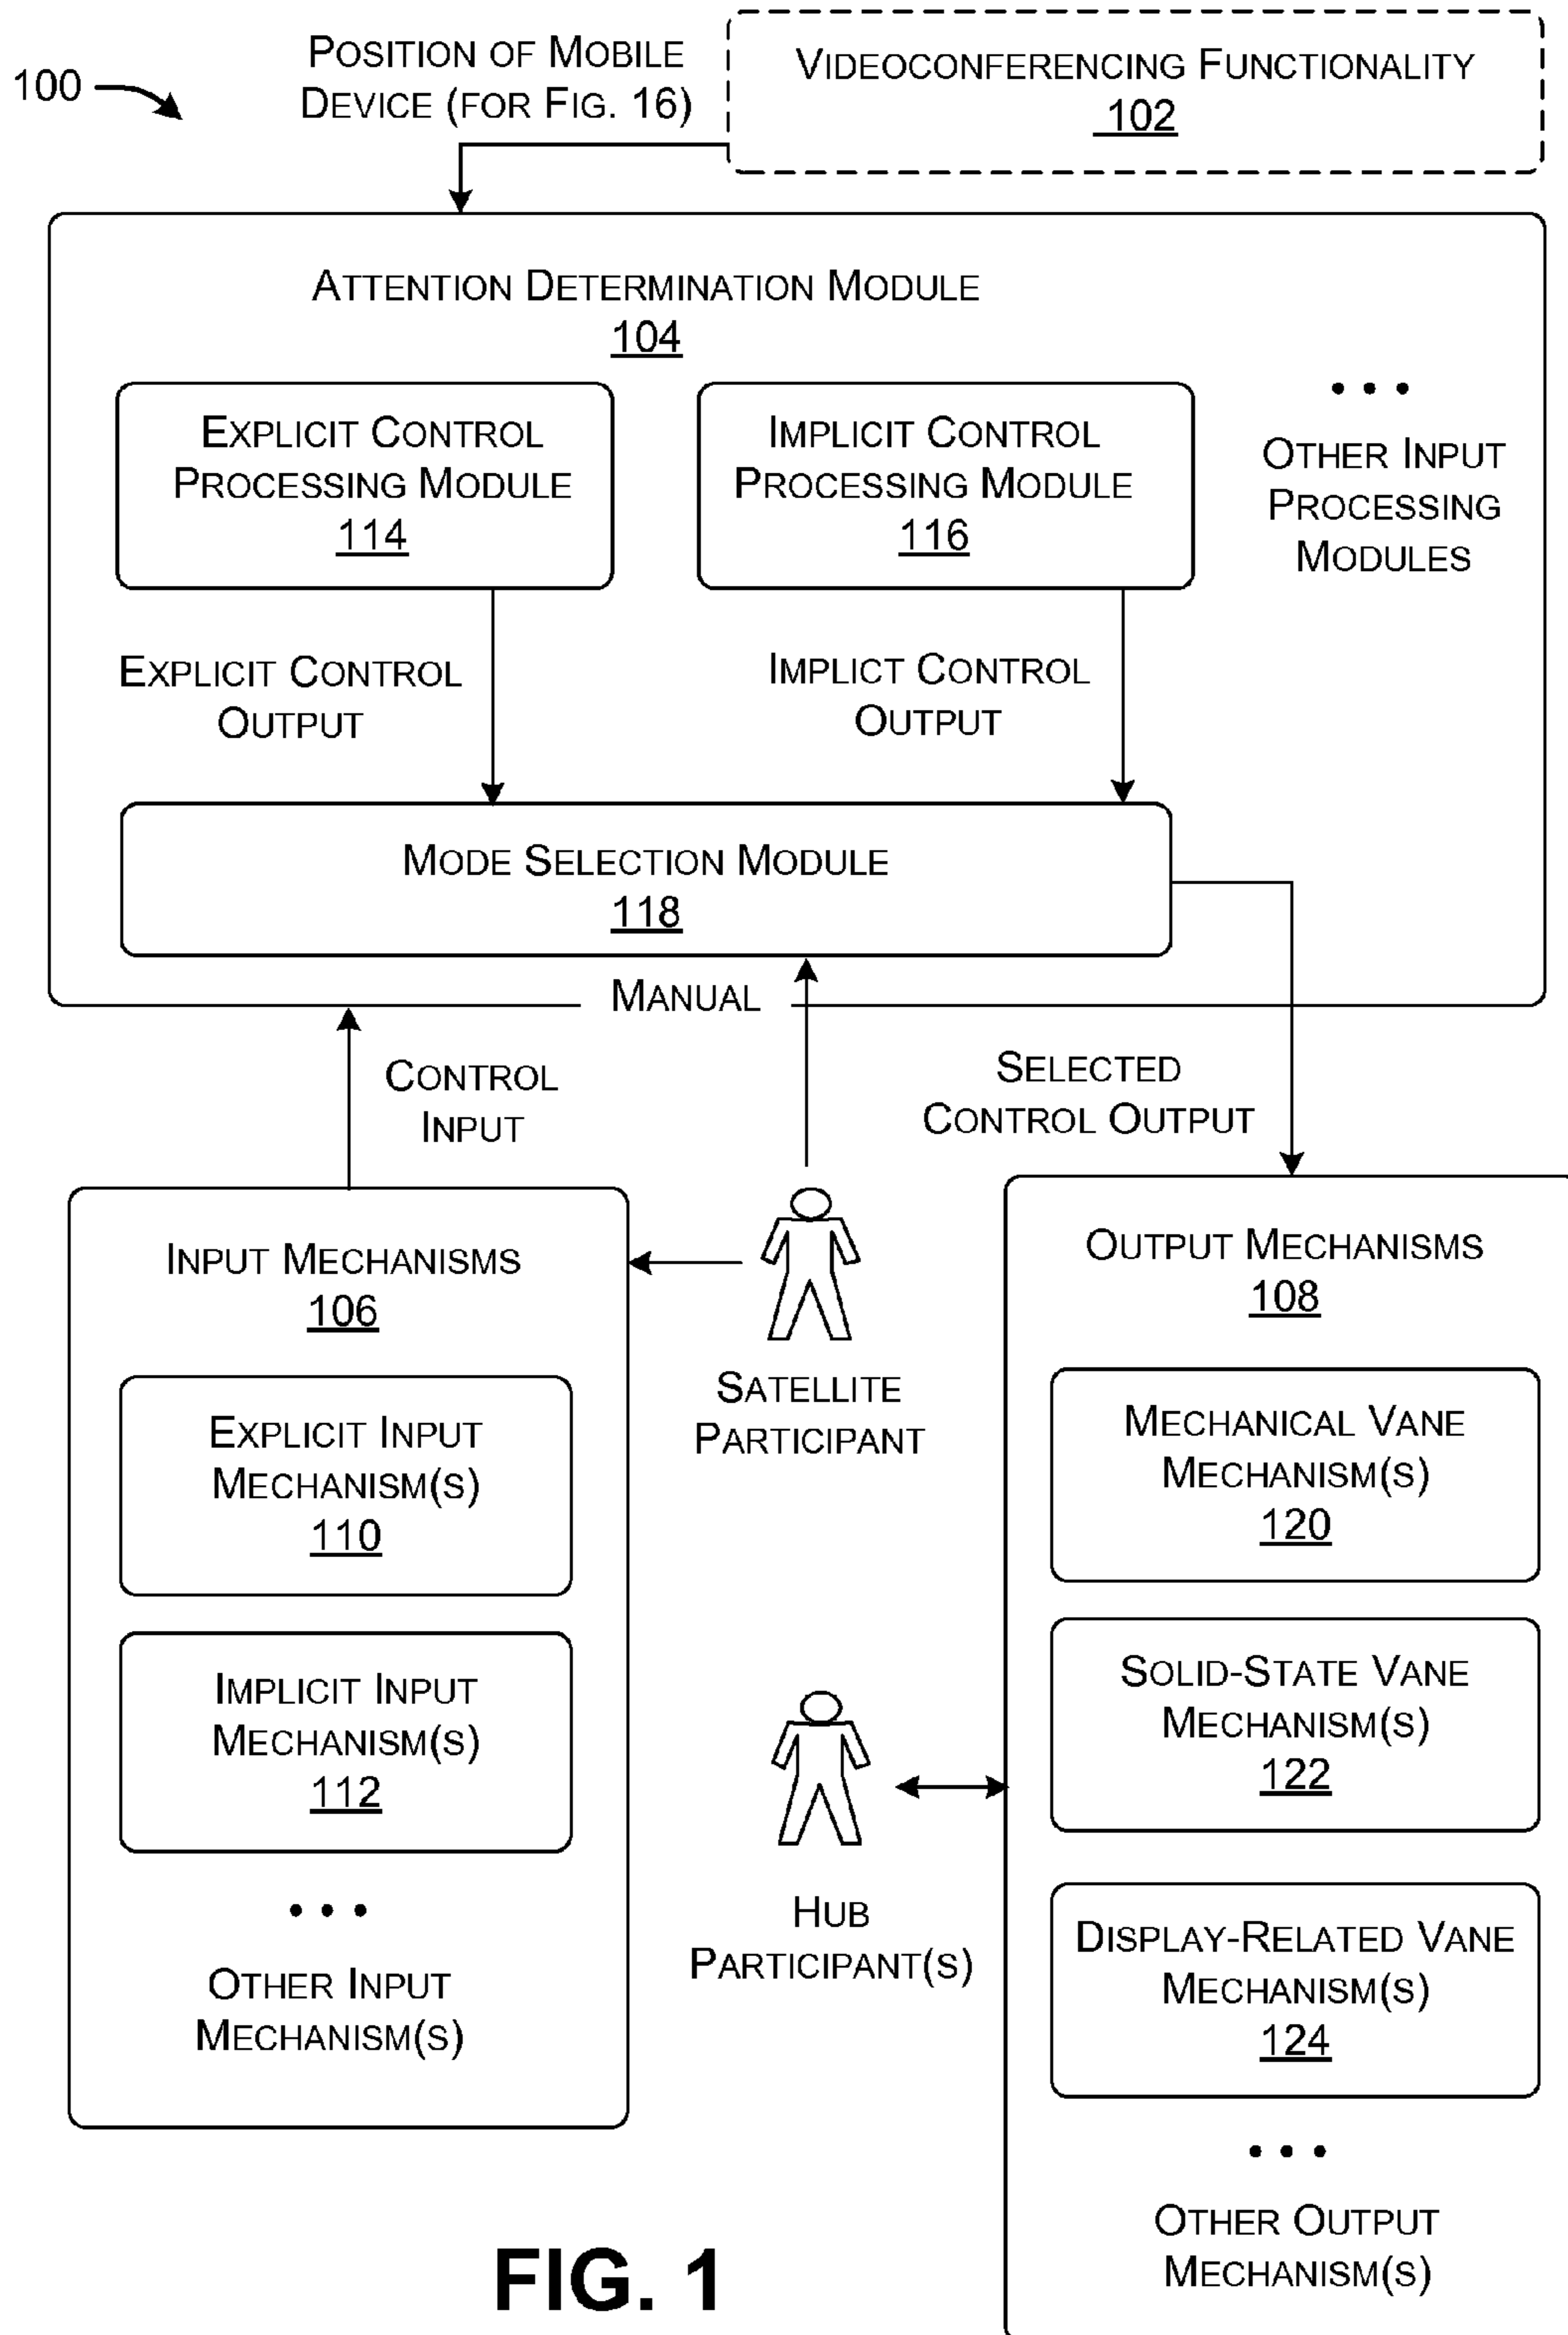 100
POSITION OF MOBILE
DEVICE (FOR FIG. 16)
VIDEOCONFERENCING FUNCTIONALITY
102
ATTENTION DETERMINATION MODULE
104
EXPLICIT CONTROL
PROCESSING MODULE
114
IMPLICIT CONTROL
PROCESSING MODULE
116
• • •
OTHER INPUT
PROCESSING
MODULES
EXPLICIT CONTROL
OUTPUT
IMPLICT CONTROL
OUTPUT
MODE SELECTION MODULE
118
MANUAL
CONTROL
INPUT
SELECTED
CONTROL OUTPUT
INPUT MECHANISMS
106
EXPLICIT INPUT
MECHANISM(S)
110
IMPLICIT INPUT
MECHANISM(S)
112
• • •
OTHER INPUT
MECHANISM(S)
SATELLITE
PARTICIPANT
HUB
PARTICIPANT(S)
OUTPUT MECHANISMS
108
MECHANICAL VANE
MECHANISM(S)
120
SOLID-STATE VANE
MECHANISM(S)
122
DISPLAY-RELATED VANE
MECHANISM(S)
124
• • •
OTHER OUTPUT
MECHANISM(S)
FIG. 1